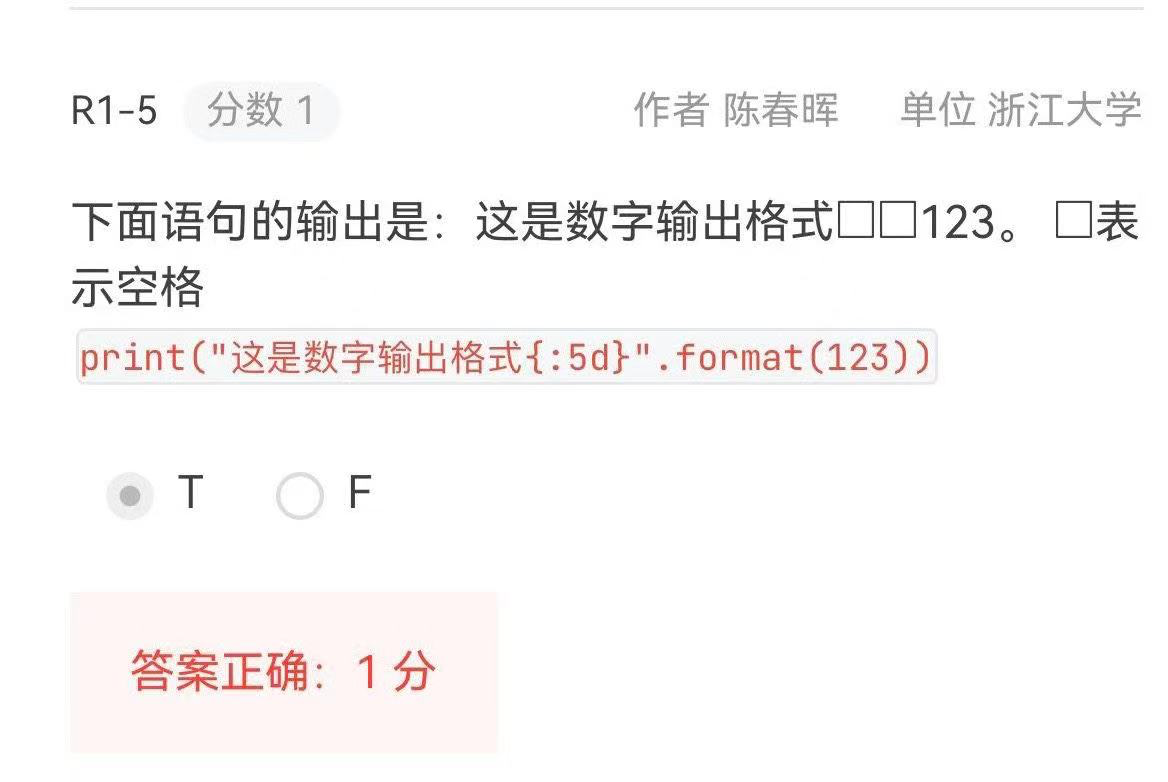 R1-5 分数 1 作者 陈春晖 单位 浙江大学
下面语句的输出是：这是数字输出格式□□123。 □表
示空格
print("这是数字输出格式{:5d}".format(123))
T F
答案正确：1 分